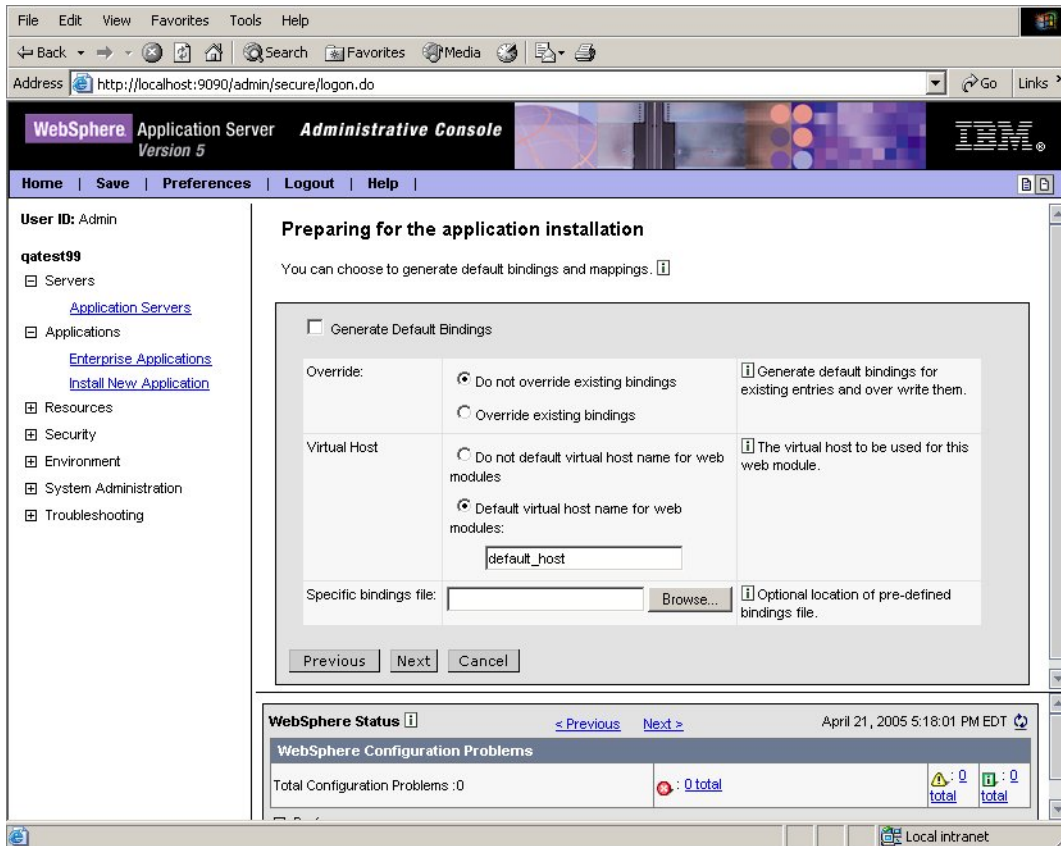 File Edit View Favorites Tools Help
Back Search Favorites Media
Address http://localhost:9090/admin/secure/logon.do Go Links
WebSphere Application Server Administrative Console
Version 5
IBM®
Home | Save | Preferences | Logout | Help |
User ID: Admin
qatest99
Servers
Application Servers
Applications
Enterprise Applications
Install New Application
Resources
Security
Environment
System Administration
Troubleshooting
Preparing for the application installation
You can choose to generate default bindings and mappings. i
Generate Default Bindings
Override:
Do not override existing bindings
Override existing bindings
i Generate default bindings for
existing entries and over write them.
Virtual Host
Do not default virtual host name for web
modules
Default virtual host name for web
modules:
default_host
i The virtual host to be used for this
web module.
Specific bindings file:
Browse...
i Optional location of pre-defined
bindings file.
Previous Next Cancel
WebSphere Status i < Previous Next > April 21, 2005 5:18:01 PM EDT
WebSphere Configuration Problems
Total Configuration Problems :0
: 0 total
: 0
total
: 0
total
Local intranet